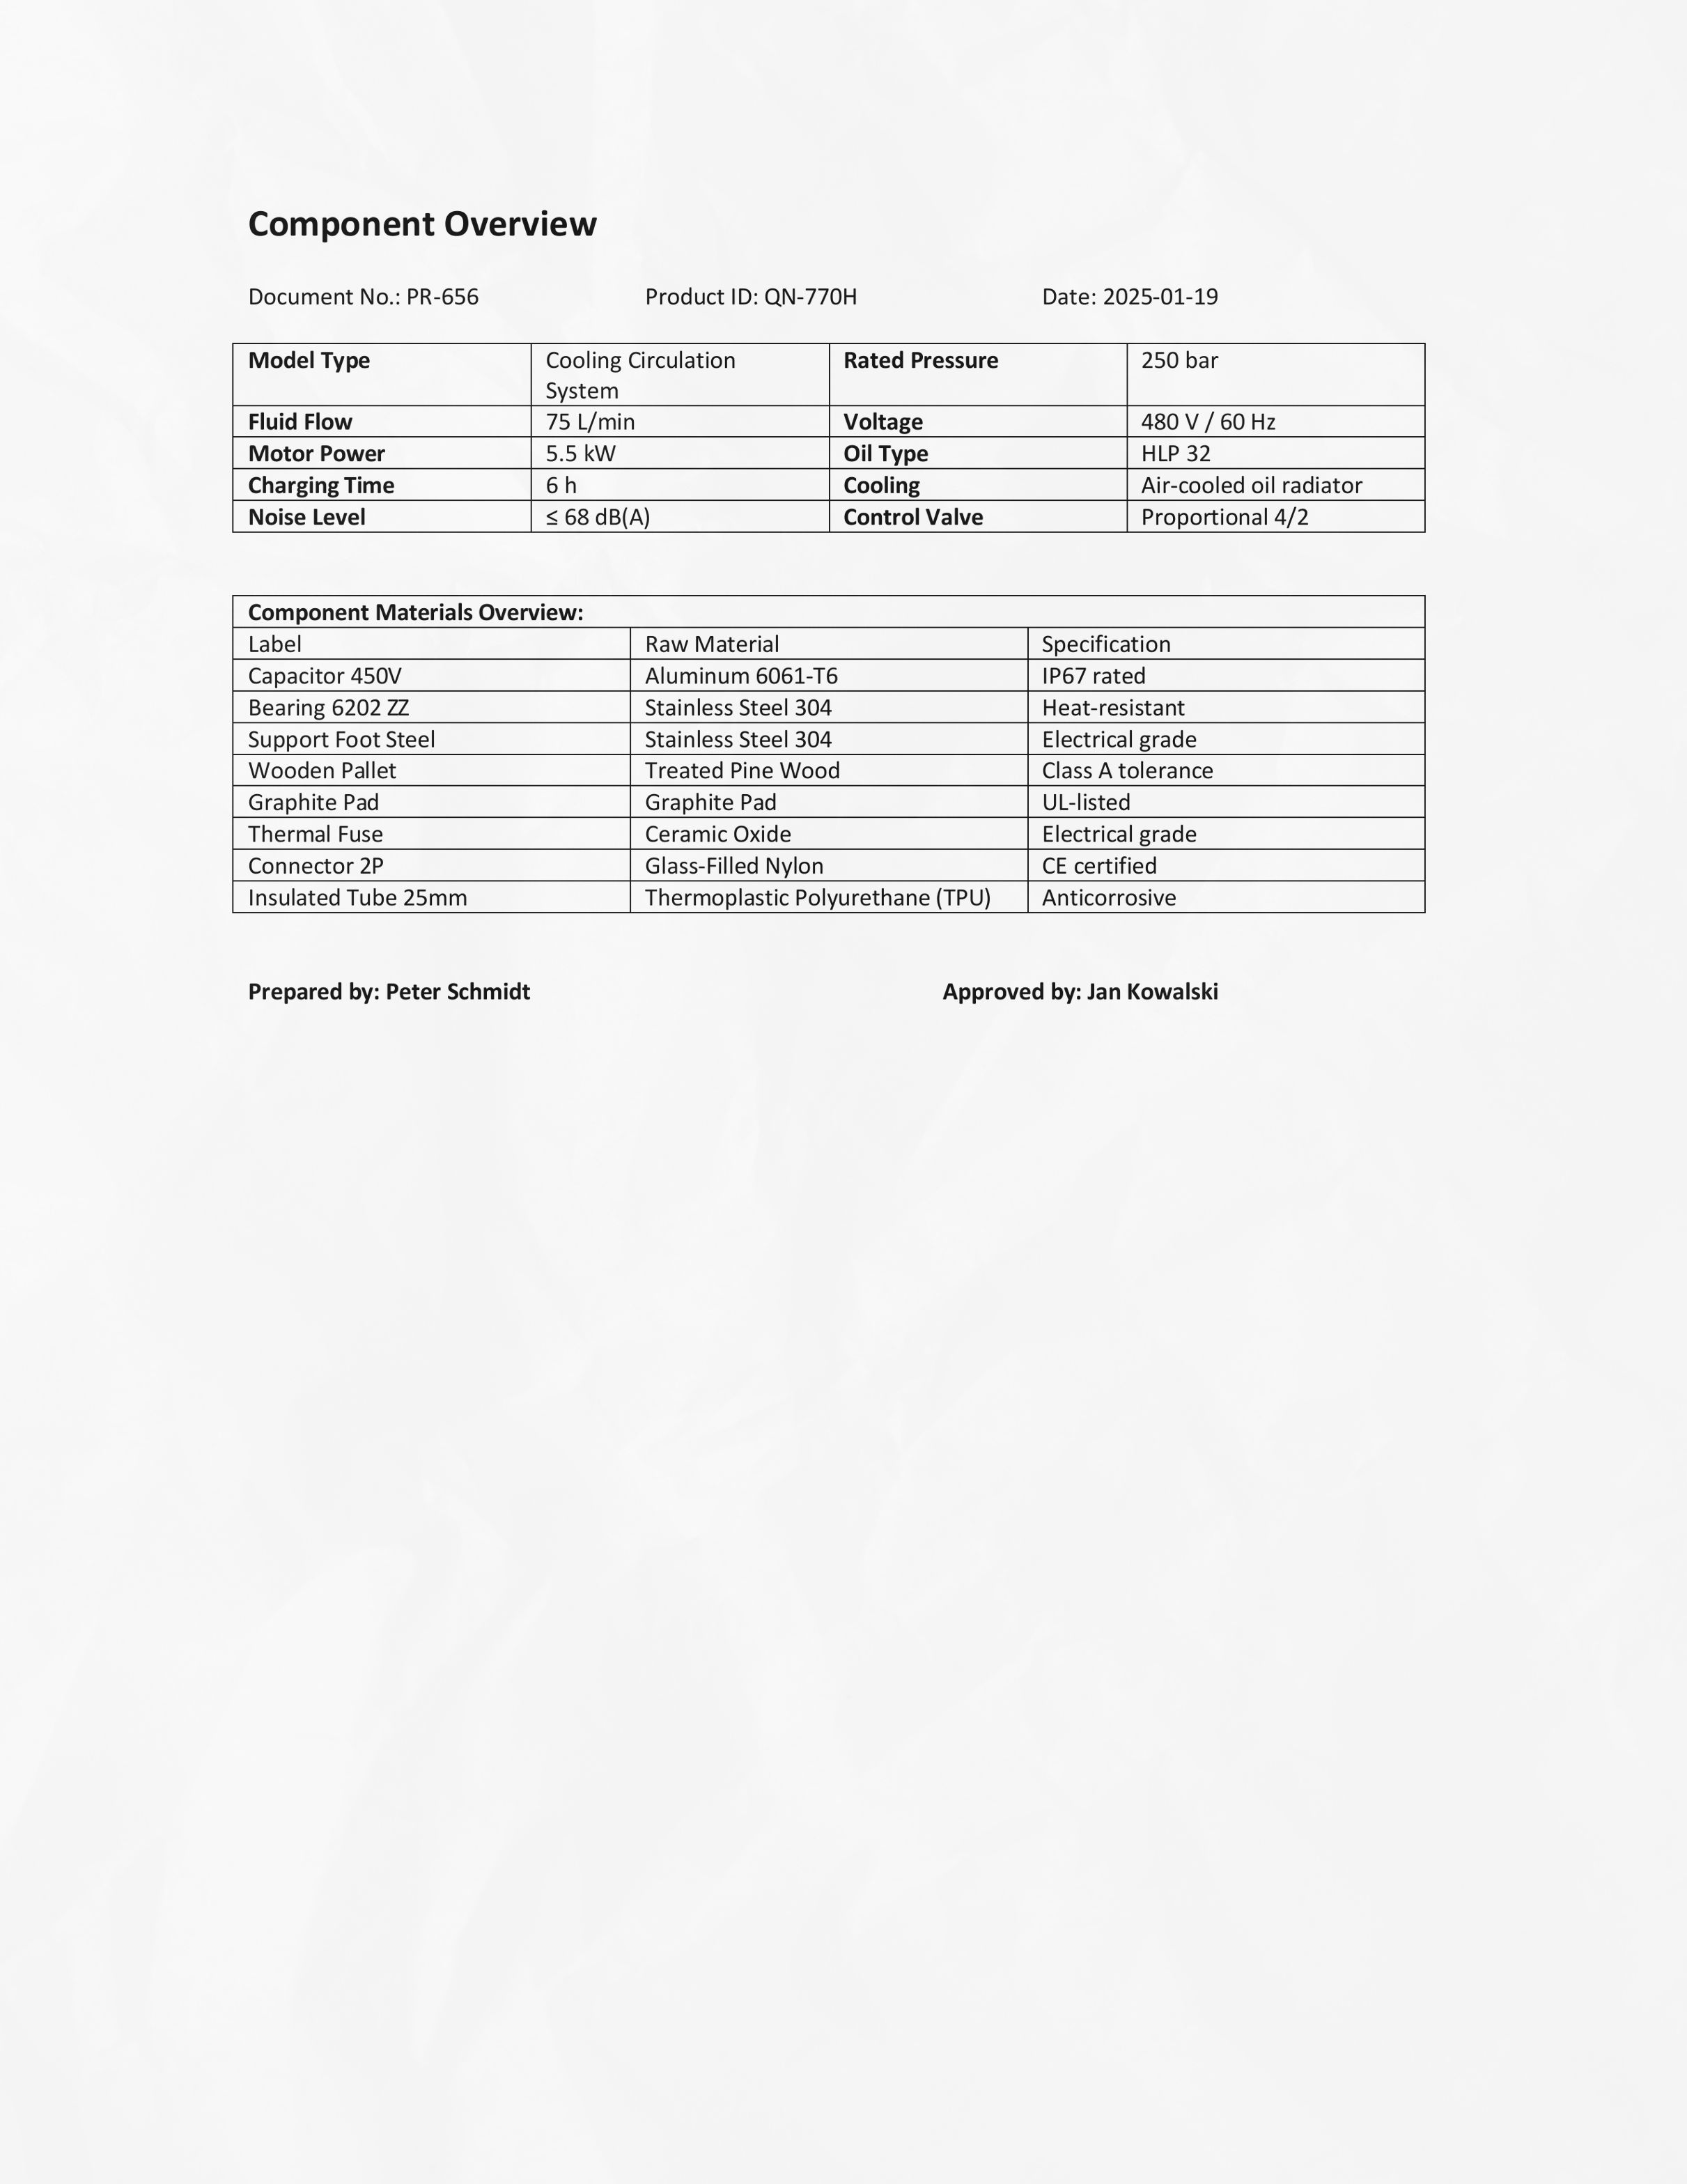 Component Overview
Document No.: PR-656 Product ID: QN-770H Date: 2025-01-19
Model Type Cooling Circulation System Rated Pressure 250 bar
Fluid Flow 75 L/min Voltage 480 V / 60 Hz
Motor Power 5.5 kW Oil Type HLP 32
Charging Time 6 h Cooling Air-cooled oil radiator
Noise Level ≤ 68 dB(A) Control Valve Proportional 4/2
Component Materials Overview:
Label Raw Material Specification
Capacitor 450V Aluminum 6061-T6 IP67 rated
Bearing 6202 ZZ Stainless Steel 304 Heat-resistant
Support Foot Steel Stainless Steel 304 Electrical grade
Wooden Pallet Treated Pine Wood Class A tolerance
Graphite Pad Graphite Pad UL-listed
Thermal Fuse Ceramic Oxide Electrical grade
Connector 2P Glass-Filled Nylon CE certified
Insulated Tube 25mm Thermoplastic Polyurethane (TPU) Anticorrosive
Prepared by: Peter Schmidt Approved by: Jan Kowalski